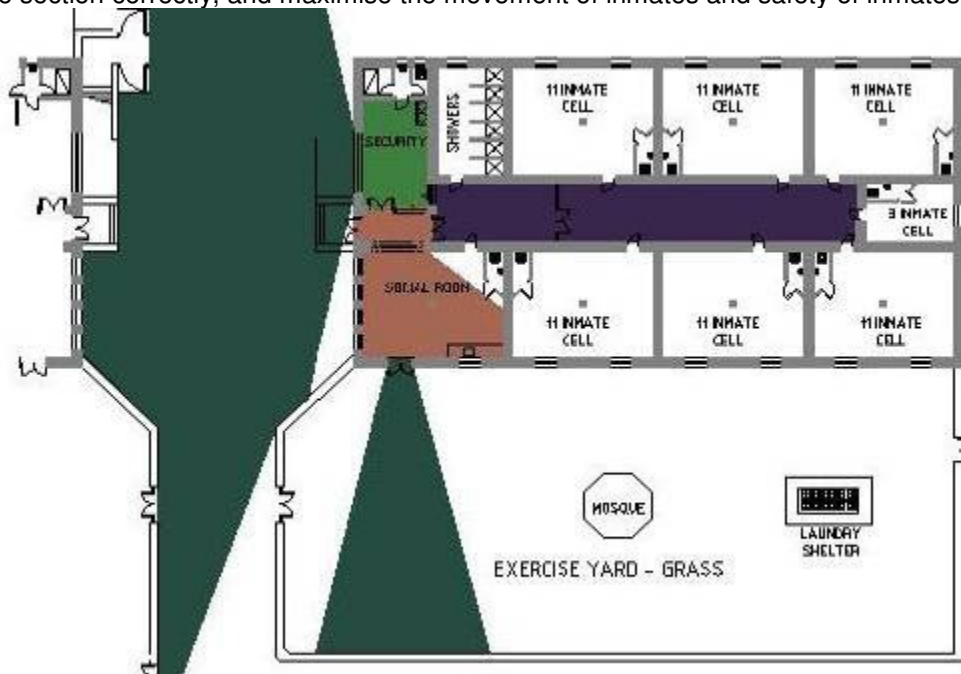 section correctly, and maximise the movement of inmates and safety of inmates
11 INMATE
CELL
11 INMATE
CELL
11 INMATE
CELL
SHOWERS
SECURITY
3 INMATE
CELL
SOCIAL ROOM
11 INMATE
CELL
11 INMATE
CELL
11 INMATE
CELL
MOSQUE
LAUNDRY
SHELTER
EXERCISE YARD - GRASS